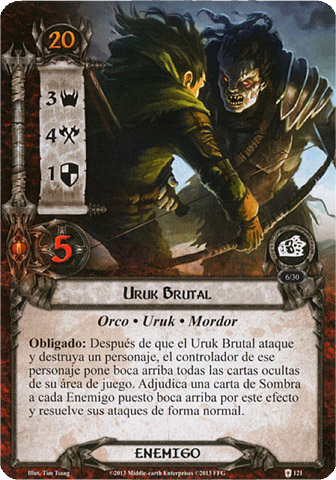 20
3
4
1
5
6/30
Uruk Brutal
Orco • Uruk • Mordor
Obligado: Después de que el Uruk Brutal ataque
y destruya un personaje, el controlador de ese
personaje pone boca arriba todas las cartas ocultas
de su área de juego. Adjudica una carta de Sombra
a cada Enemigo puesto boca arriba por este efecto
y resuelve sus ataques de forma normal.
ENEMIGO
Illust. Tim Tsang
©2013 Middle-earth Enterprises ©2013 FFG
121